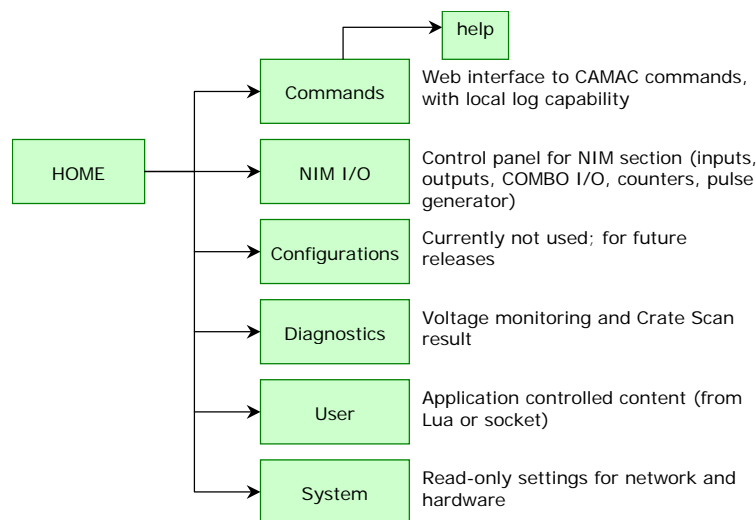 help
Commands
Web interface to CAMAC commands,
with local log capability
HOME
NIM I/O
Control panel for NIM section (inputs,
outputs, COMBO I/O, counters, pulse
generator)
Configurations
Currently not used; for future
releases
Diagnostics
Voltage monitoring and Crate Scan
result
User
Application controlled content (from
Lua or socket)
System
Read-only settings for network and
hardware